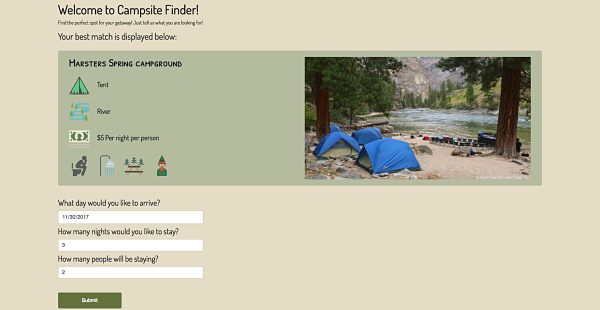 Welcome to Campsite Finder!
Find the perfect spot for your getaway! Just tell us what you are looking for!
Your best match is displayed below:
Marsters Spring campground
Tent
River
$5 Per night per person
What day would you like to arrive?
11/30/2017
How many nights would you like to stay?
3
How many people will be staying?
2
Submit